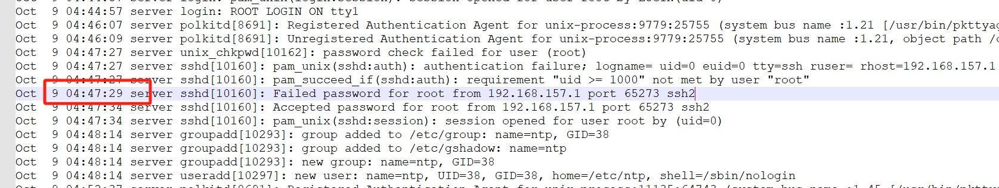 Oct  9 04:44:57 server login: ROOT LOGIN ON tty1
Oct  9 04:46:07 server polkitd[8691]: Registered Authentication Agent for unix-process:9779:25755 (system bus name :1.21 [/usr/bin/pkttyag
Oct  9 04:46:09 server polkitd[8691]: Unregistered Authentication Agent for unix-process:9779:25755 (system bus name :1.21, object path /
Oct  9 04:47:27 server unix_chkpwd[10162]: password check failed for user (root)
Oct  9 04:47:27 server sshd[10160]: pam_unix(sshd:auth): authentication failure; logname= uid=0 euid=0 tty=ssh ruser= rhost=192.168.157.1
Oct  9 04:47:27 server sshd[10160]: pam_succeed_if(sshd:auth): requirement "uid >= 1000" not met by user "root"
Oct  9 04:47:29 server sshd[10160]: Failed password for root from 192.168.157.1 port 65273 ssh2
Oct  9 04:47:34 server sshd[10160]: Accepted password for root from 192.168.157.1 port 65273 ssh2
Oct  9 04:47:34 server sshd[10160]: pam_unix(sshd:session): session opened for user root by (uid=0)
Oct  9 04:48:14 server groupadd[10293]: group added to /etc/group: name=ntp, GID=38
Oct  9 04:48:14 server groupadd[10293]: group added to /etc/gshadow: name=ntp
Oct  9 04:48:14 server groupadd[10293]: new group: name=ntp, GID=38
Oct  9 04:48:14 server useradd[10297]: new user: name=ntp, UID=38, GID=38, home=/etc/ntp, shell=/sbin/nologin